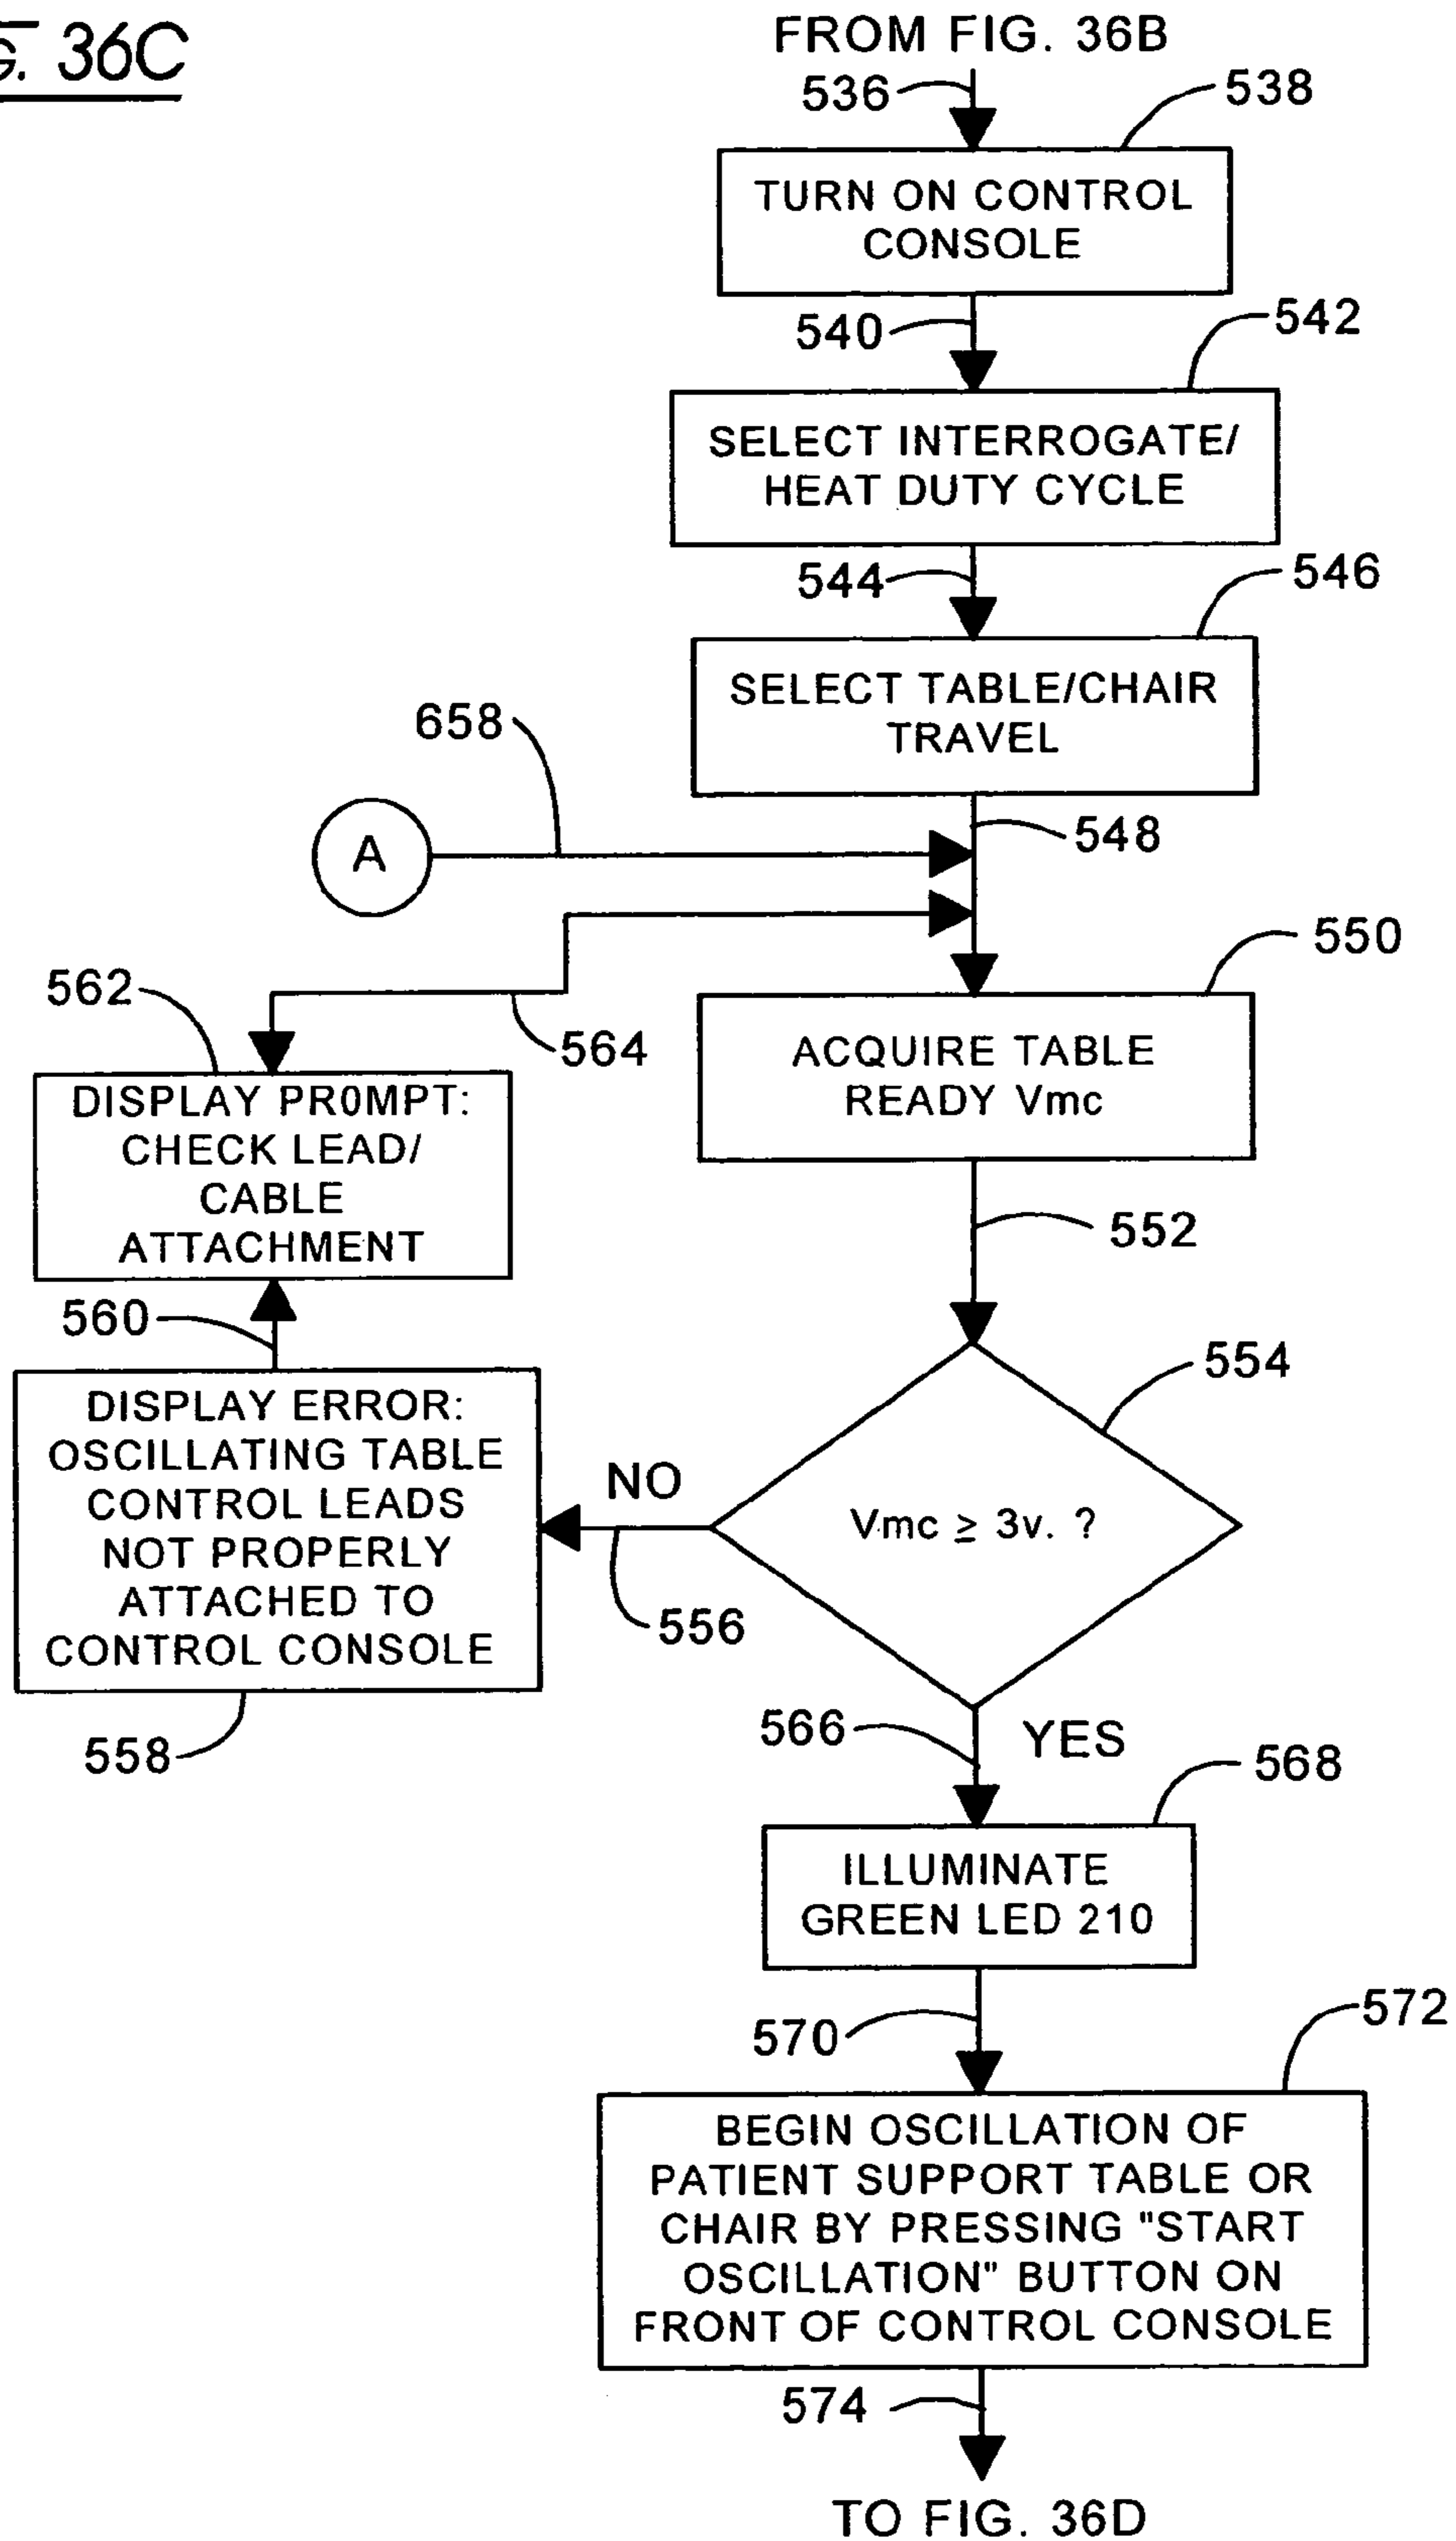 G. 36C
FROM FIG. 36B
536
538
TURN ON CONTROL
CONSOLE
540
542
SELECT INTERROGATE/
HEAT DUTY CYCLE
544
546
SELECT TABLE/CHAIR
TRAVEL
658
548
A
550
562
564
ACQUIRE TABLE
READY Vmc
DISPLAY PR0MPT:
CHECK LEAD/
CABLE
ATTACHMENT
552
560
554
DISPLAY ERROR:
OSCILLATING TABLE
CONTROL LEADS
NOT PROPERLY
ATTACHED TO
CONTROL CONSOLE
NO
Vmc ≥ 3v. ?
556
558
566
YES
568
ILLUMINATE
GREEN LED 210
570
572
BEGIN OSCILLATION OF
PATIENT SUPPORT TABLE OR
CHAIR BY PRESSING "START
OSCILLATION" BUTTON ON
FRONT OF CONTROL CONSOLE
574
TO FIG. 36D